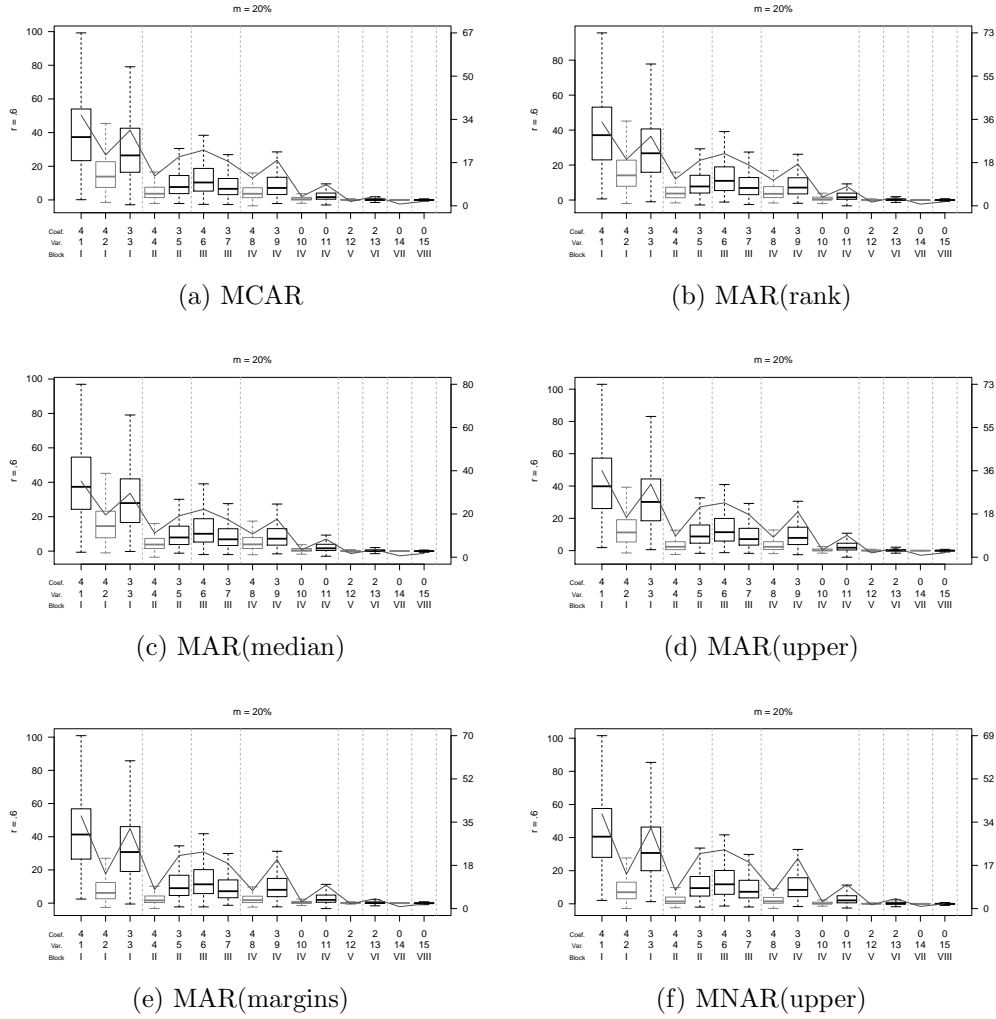 m = 20%
100
80
60
40
20
0
r = .6
67
50
34
17
0
Coef. 4 4 3 4 3 4 3 4 3 0 0 2 2 0 0
Var. 1 2 3 4 5 6 7 8 9 10 11 12 13 14 15
Block I I I II II III III IV IV IV IV V VI VII VIII
(a) MCAR
m = 20%
80
60
40
20
0
r = .6
73
55
36
18
0
Coef. 4 4 3 4 3 4 3 4 3 0 0 2 2 0 0
Var. 1 2 3 4 5 6 7 8 9 10 11 12 13 14 15
Block I I I II II III III IV IV IV IV V VI VII VIII
(b) MAR(rank)
m = 20%
100
80
60
40
20
0
r = .6
80
60
40
20
0
Coef. 4 4 3 4 3 4 3 4 3 0 0 2 2 0 0
Var. 1 2 3 4 5 6 7 8 9 10 11 12 13 14 15
Block I I I II II III III IV IV IV IV V VI VII VIII
(c) MAR(median)
m = 20%
100
80
60
40
20
0
r = .6
73
55
36
18
0
Coef. 4 4 3 4 3 4 3 4 3 0 0 2 2 0 0
Var. 1 2 3 4 5 6 7 8 9 10 11 12 13 14 15
Block I I I II II III III IV IV IV IV V VI VII VIII
(d) MAR(upper)
m = 20%
100
80
60
40
20
0
r = .6
70
52
35
18
0
Coef. 4 4 3 4 3 4 3 4 3 0 0 2 2 0 0
Var. 1 2 3 4 5 6 7 8 9 10 11 12 13 14 15
Block I I I II II III III IV IV IV IV V VI VII VIII
(e) MAR(margins)
m = 20%
100
80
60
40
20
0
r = .6
69
52
34
17
0
Coef. 4 4 3 4 3 4 3 4 3 0 0 2 2 0 0
Var. 1 2 3 4 5 6 7 8 9 10 11 12 13 14 15
Block I I I II II III III IV IV IV IV V VI VII VIII
(f) MNAR(upper)